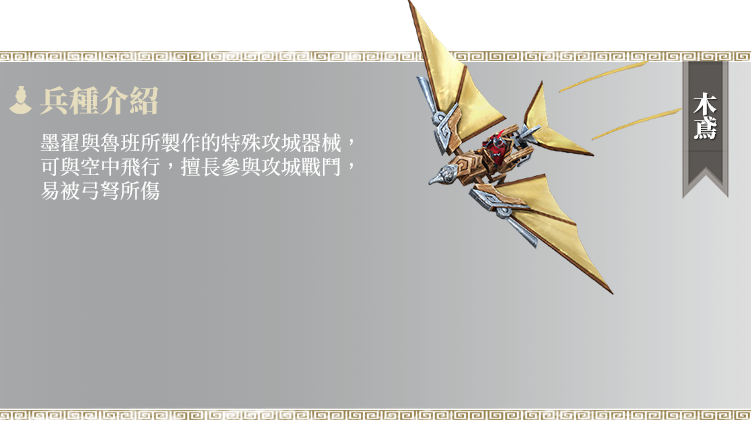 兵種介紹
墨翟與魯班所製作的特殊攻城器械，
可與空中飛行，擅長參與攻城戰鬥，
易被弓弩所傷
木鳶